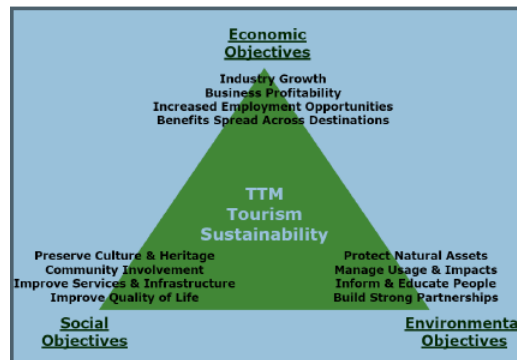 Economic
Objectives
Industry Growth
Business Profitability
Increased Employment Opportunities
Benefits Spread Across Destinations
TTM
Tourism
Sustainability
Preserve Culture & Heritage
Community Involvement
Improve Services & Infrastructure
Improve Quality of Life
Protect Natural Assets
Manage Usage & Impacts
Inform & Educate People
Build Strong Partnerships
Social
Objectives
Environmental
Objectives